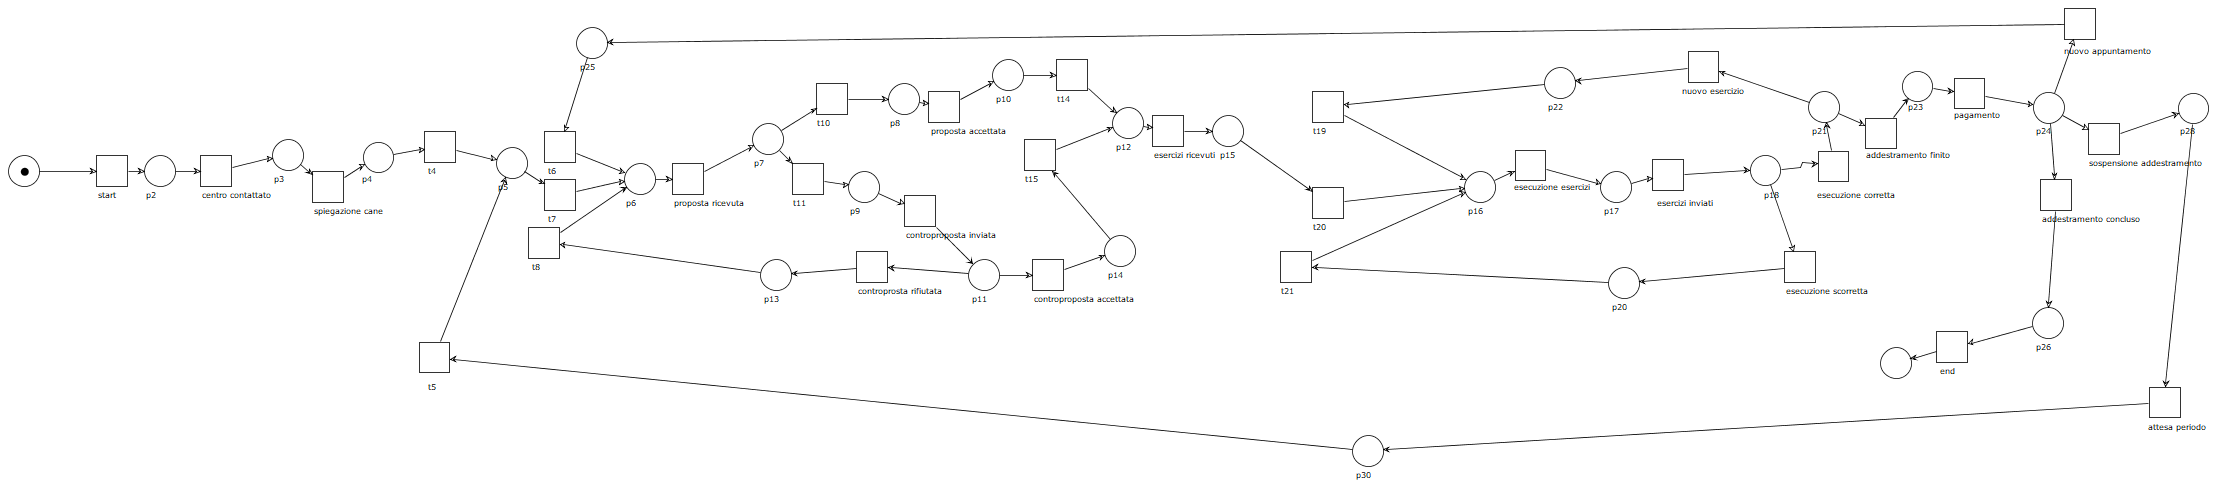 nuovo appuntamento
p25
nuovo esercizio
p22
p23
pagamento
p10
t14
t10
p8
proposta accettata
t19
p21
addestramento finito
p24
p28
sospensione addestramento
p12
esercizi ricevuti
p15
p7
t6
t4
start
p2
centro contattato
p3
spiegazione cane
p4
p5
t7
p6
proposta ricevuta
t11
p9
t15
esecuzione esercizi
p16
p17
esercizi inviati
p18
esecuzione corretta
addestramento concluso
t20
controproposta inviata
t8
p13
controprosta rifiutata
p11
controproposta accettata
p14
t21
p20
esecuzione scorretta
p26
end
t5
attesa periodo
p30